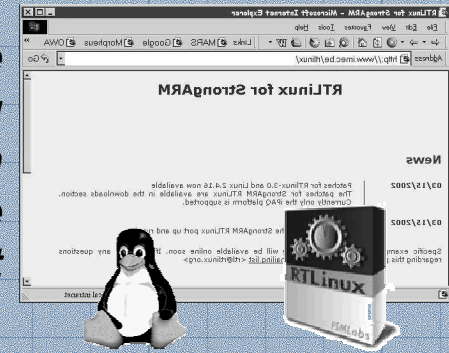 RTLinux for StrongARM - Microsoft Internet Explorer
File Edit View Favorites Tools Help
Links MARS Google Morpheus OWA »
Address http://www.imec.be/rtlinux/ Go
RTLinux for StrongARM
News
03/15/2002 Patches for RTLinux-3.0 and Linux 2.4.16 now available
The patches for StrongARM RTLinux are available in the downloads section.
Currently only the iPAQ platform is supported.
03/15/2002 StrongARM RTLinux port up and
Specific will be available online soon. any questions
regarding this mailing list <rtl@rtlinux.org>
intranet
RTLinux